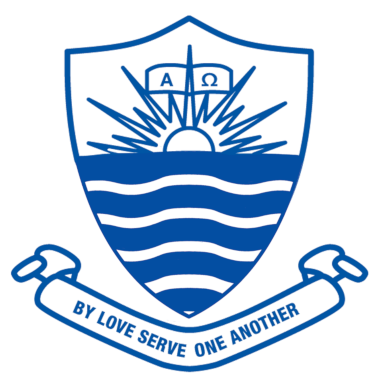 Α Ω
BY LOVE SERVE ONE ANOTHER